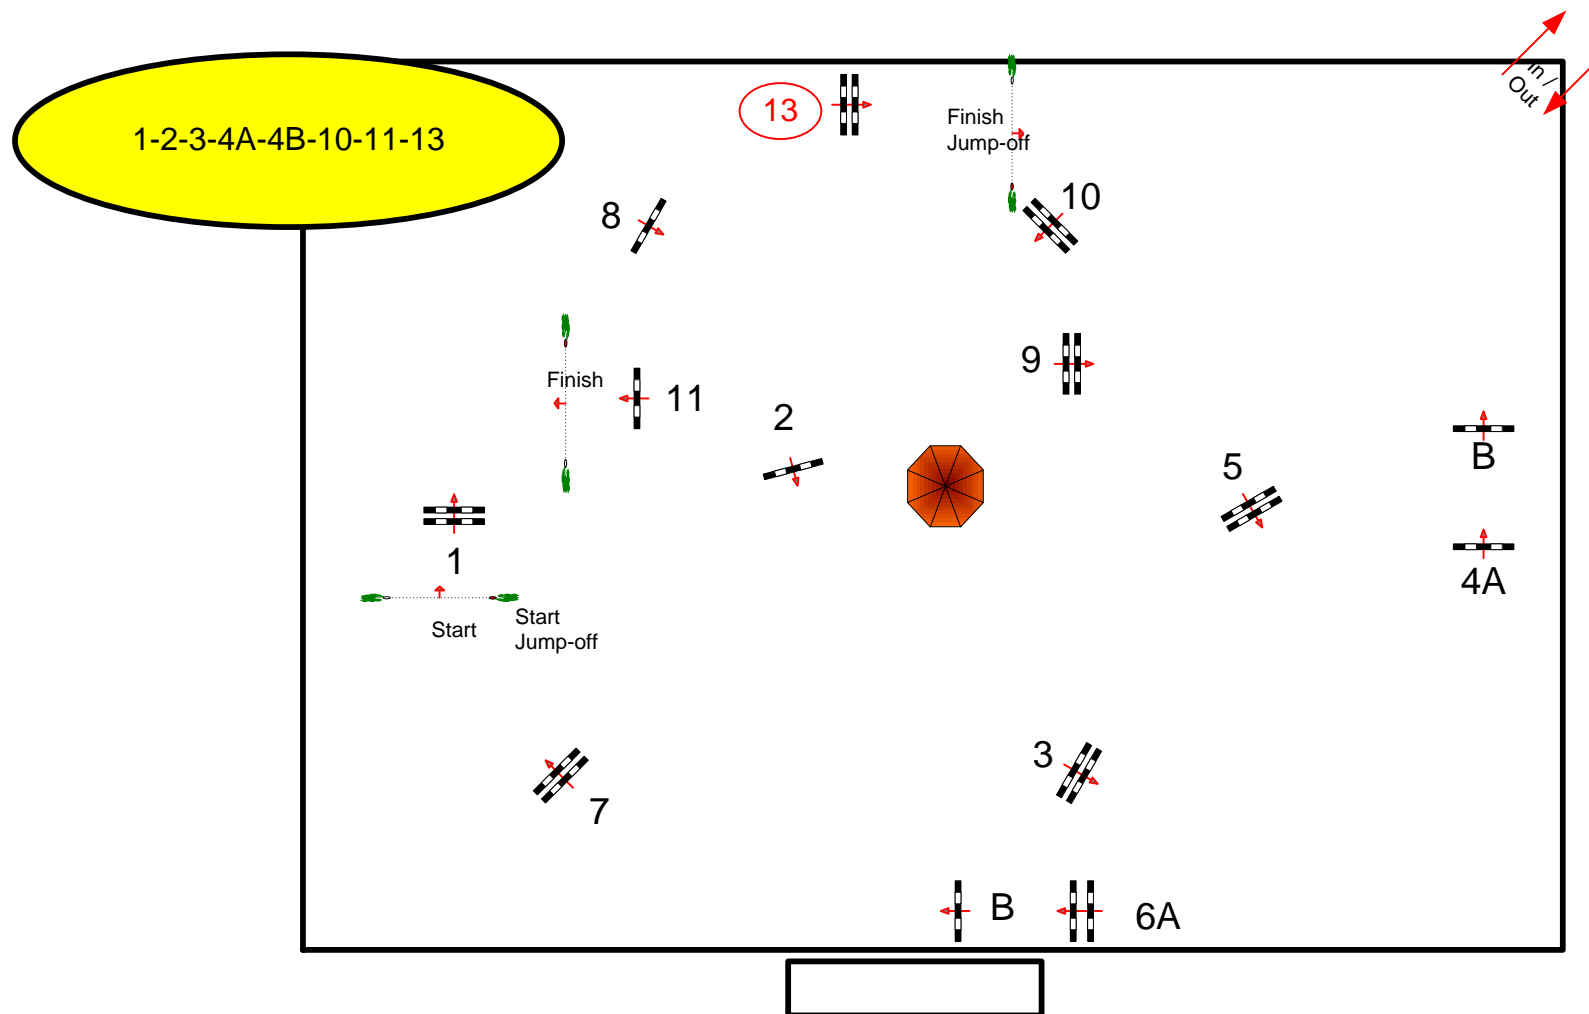 1-2-3-4A-4B-10-11-13
13
Finish
Jump-off
In /
Out
8
10
9
Finish
11
2
B
5
1
4A
Start
Start
Jump-off
3
7
B
6A